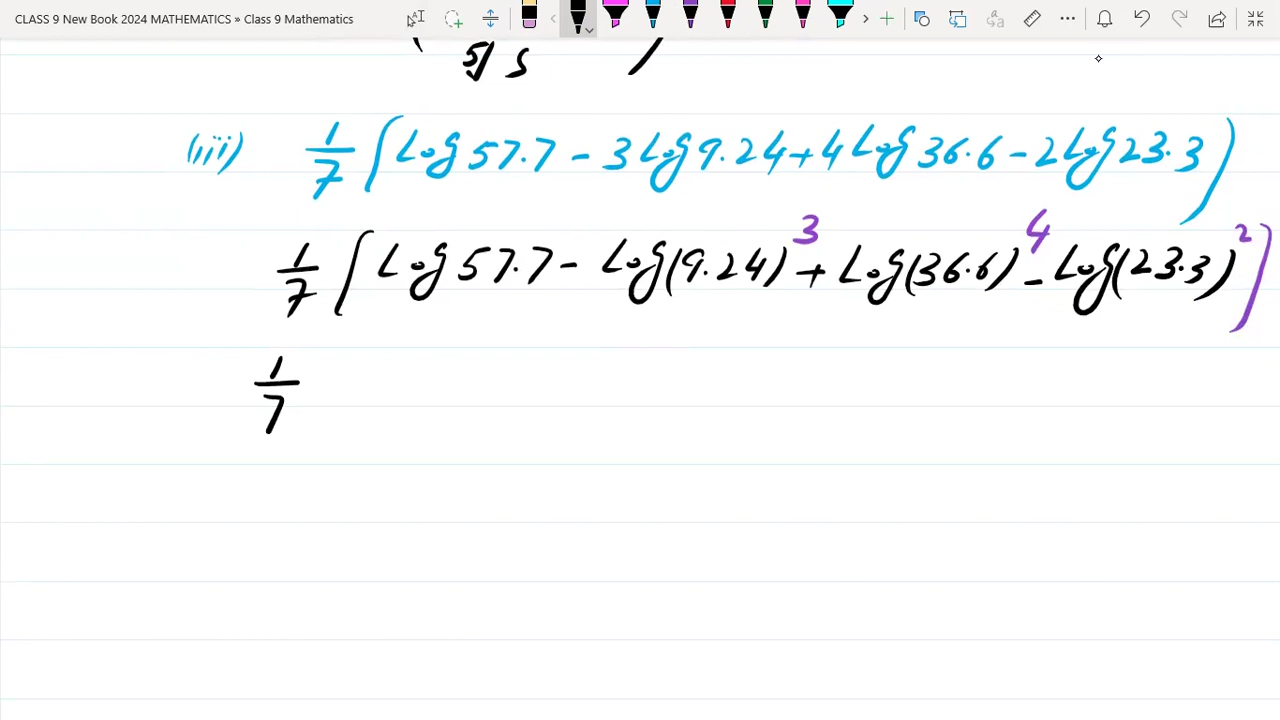 CLASS 9 New Book 2024 MATHEMATICS » Class 9 Mathematics
5/5
(iii) 1/7 [Log 57.7 - 3 Log 9.24 + 4 Log 36.6 - 2 Log 23.3]
1/7 [Log 57.7 - Log(9.24)³ + Log(36.6)⁴ - Log(23.3)²]
1/7